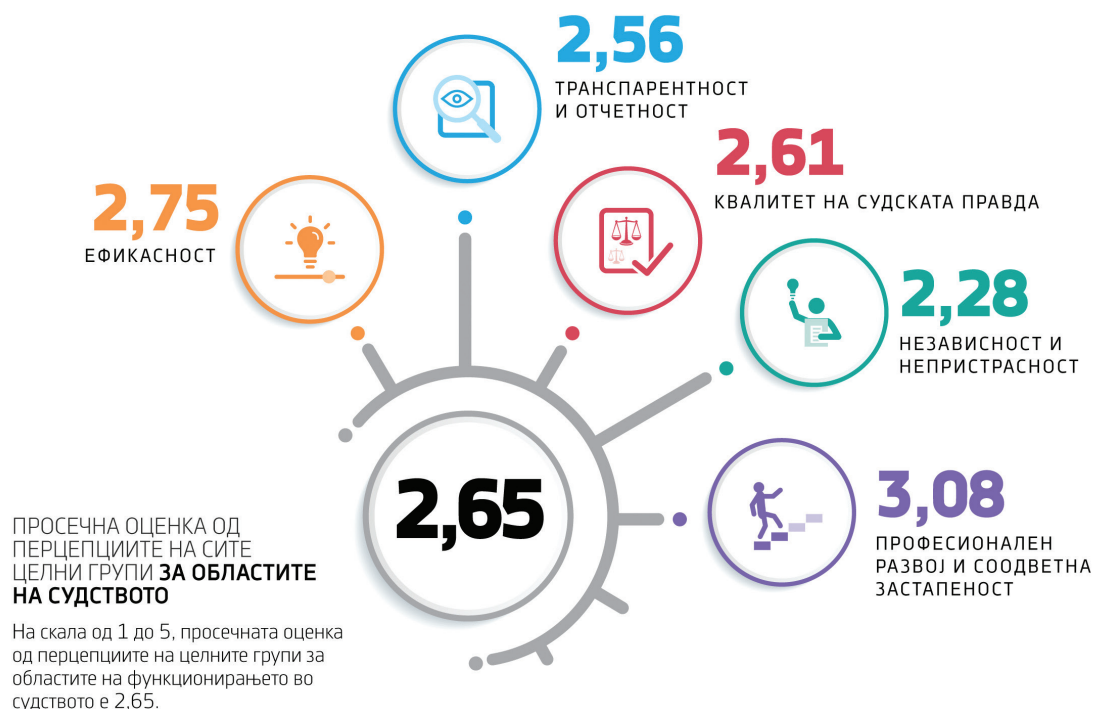 2,56
ТРАНСПАРЕНТНОСТ
И ОТЧЕТНОСТ
2,61
КВАЛИТЕТ НА СУДСКАТА ПРАВДА
2,75
ЕФИКАСНОСТ
2,28
НЕЗАВИСНОСТ И
НЕПРИСТРАСНОСТ
2,65
3,08
ПРОФЕСИОНАЛЕН
РАЗВОЈ И СООДВЕТНА
ЗАСТАПЕНОСТ
ПРОСЕЧНА ОЦЕНКА ОД
ПЕРЦЕПЦИИТЕ НА СИТЕ
ЦЕЛНИ ГРУПИ ЗА ОБЛАСТИТЕ
НА СУДСТВОТО
На скала од 1 до 5, просечната оценка
од перцепциите на целните групи за
областите на функционирањето во
судството е 2,65.